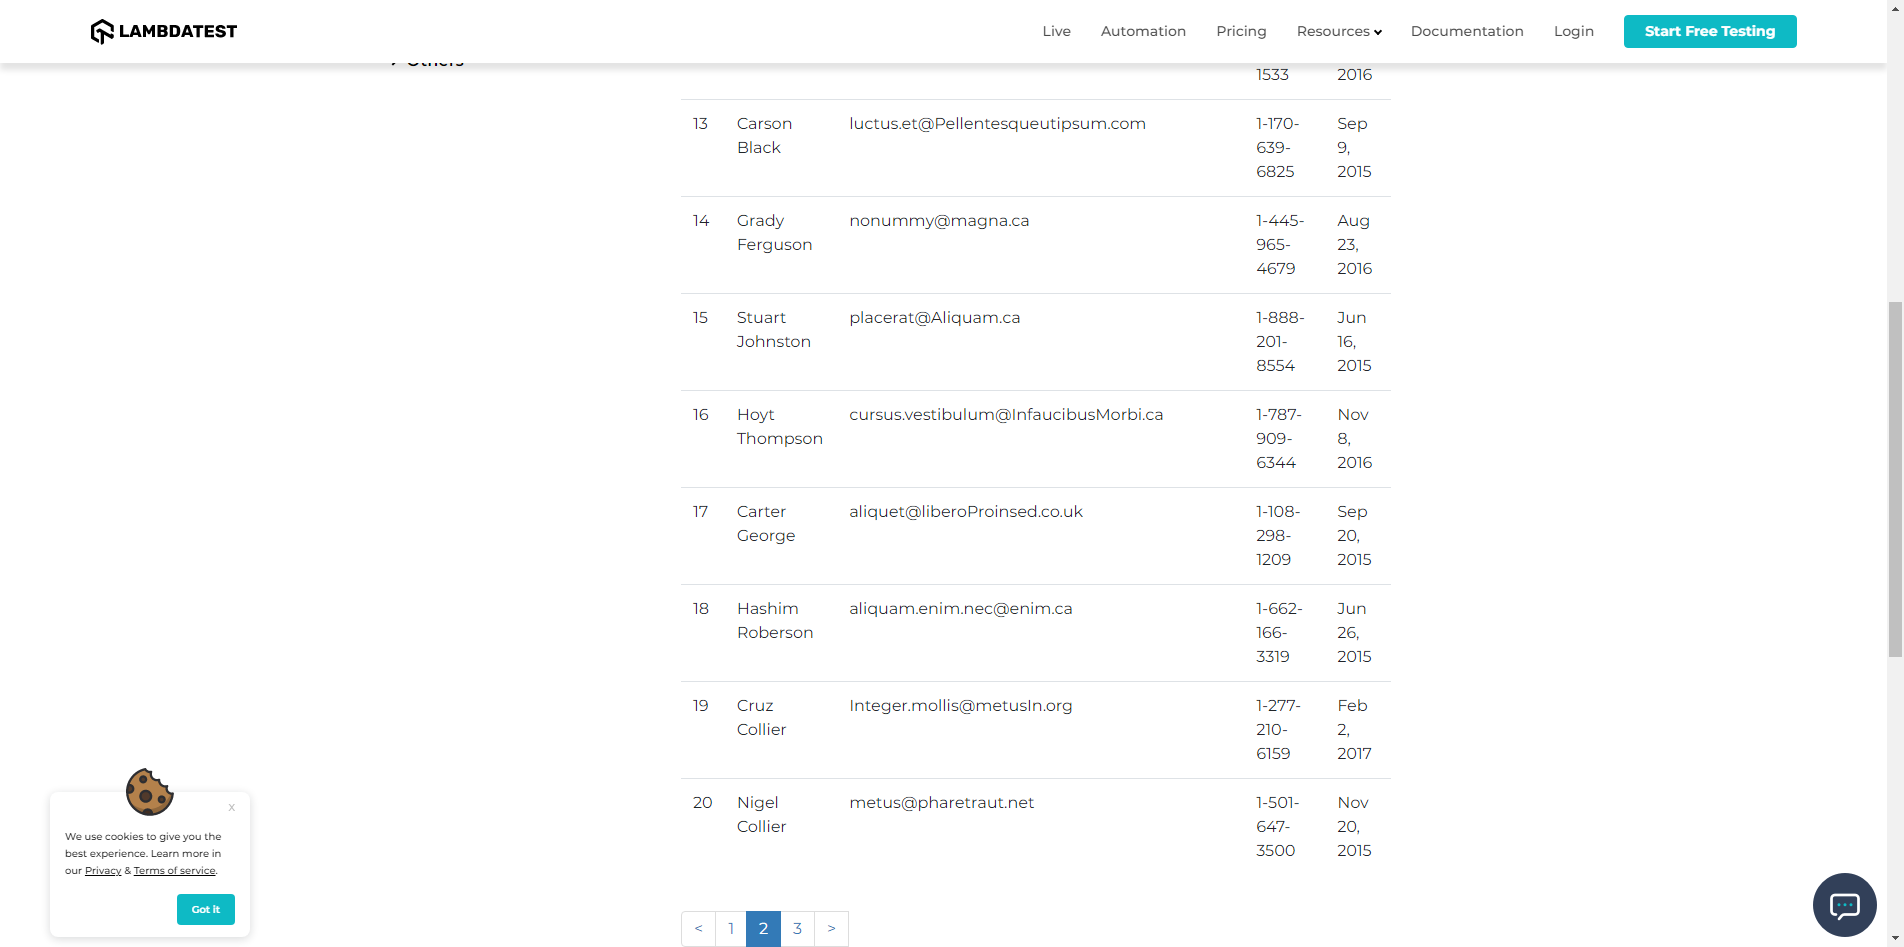 LAMBDATEST
Live Automation Pricing Resources Documentation Login Start Free Testing
Others
1533 2016
13 Carson luctus.et@Pellentesqueutipsum.com 1-170- Sep
Black 639- 9,
6825 2015
14 Grady nonummy@magna.ca 1-445- Aug
Ferguson 965- 23,
4679 2016
15 Stuart placerat@Aliquam.ca 1-888- Jun
Johnston 201- 16,
8554 2015
16 Hoyt cursus.vestibulum@InfaucibusMorbi.ca 1-787- Nov
Thompson 909- 8,
6344 2016
17 Carter aliquet@liberoProinsed.co.uk 1-108- Sep
George 298- 20,
1209 2015
18 Hashim aliquam.enim.nec@enim.ca 1-662- Jun
Roberson 166- 26,
3319 2015
19 Cruz Integer.mollis@metusIn.org 1-277- Feb
Collier 210- 2,
6159 2017
20 Nigel metus@pharetraut.net 1-501- Nov
Collier 647- 20,
3500 2015
< 1 2 3 >
x
We use cookies to give you the
best experience. Learn more in
our Privacy & Terms of service.
Got it